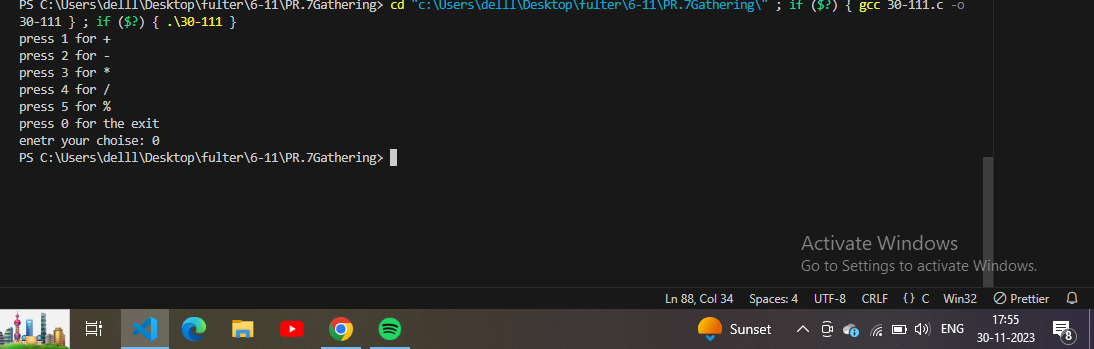 PS C:\Users\delll\Desktop\fulter\6-11\PR.7Gathering> cd "c:\Users\delll\Desktop\fulter\6-11\PR.7Gathering\" ; if ($?) { gcc 30-111.c -o
30-111 } ; if ($?) { .\30-111 }
press 1 for +
press 2 for -
press 3 for *
press 4 for /
press 5 for %
press 0 for the exit
enetr your choise: 0
PS C:\Users\delll\Desktop\fulter\6-11\PR.7Gathering>
Activate Windows
Go to Settings to activate Windows.
Ln 88, Col 34 Spaces: 4 UTF-8 CRLF {} C Win32 Prettier
Sunset ENG 17:55
30-11-2023 8